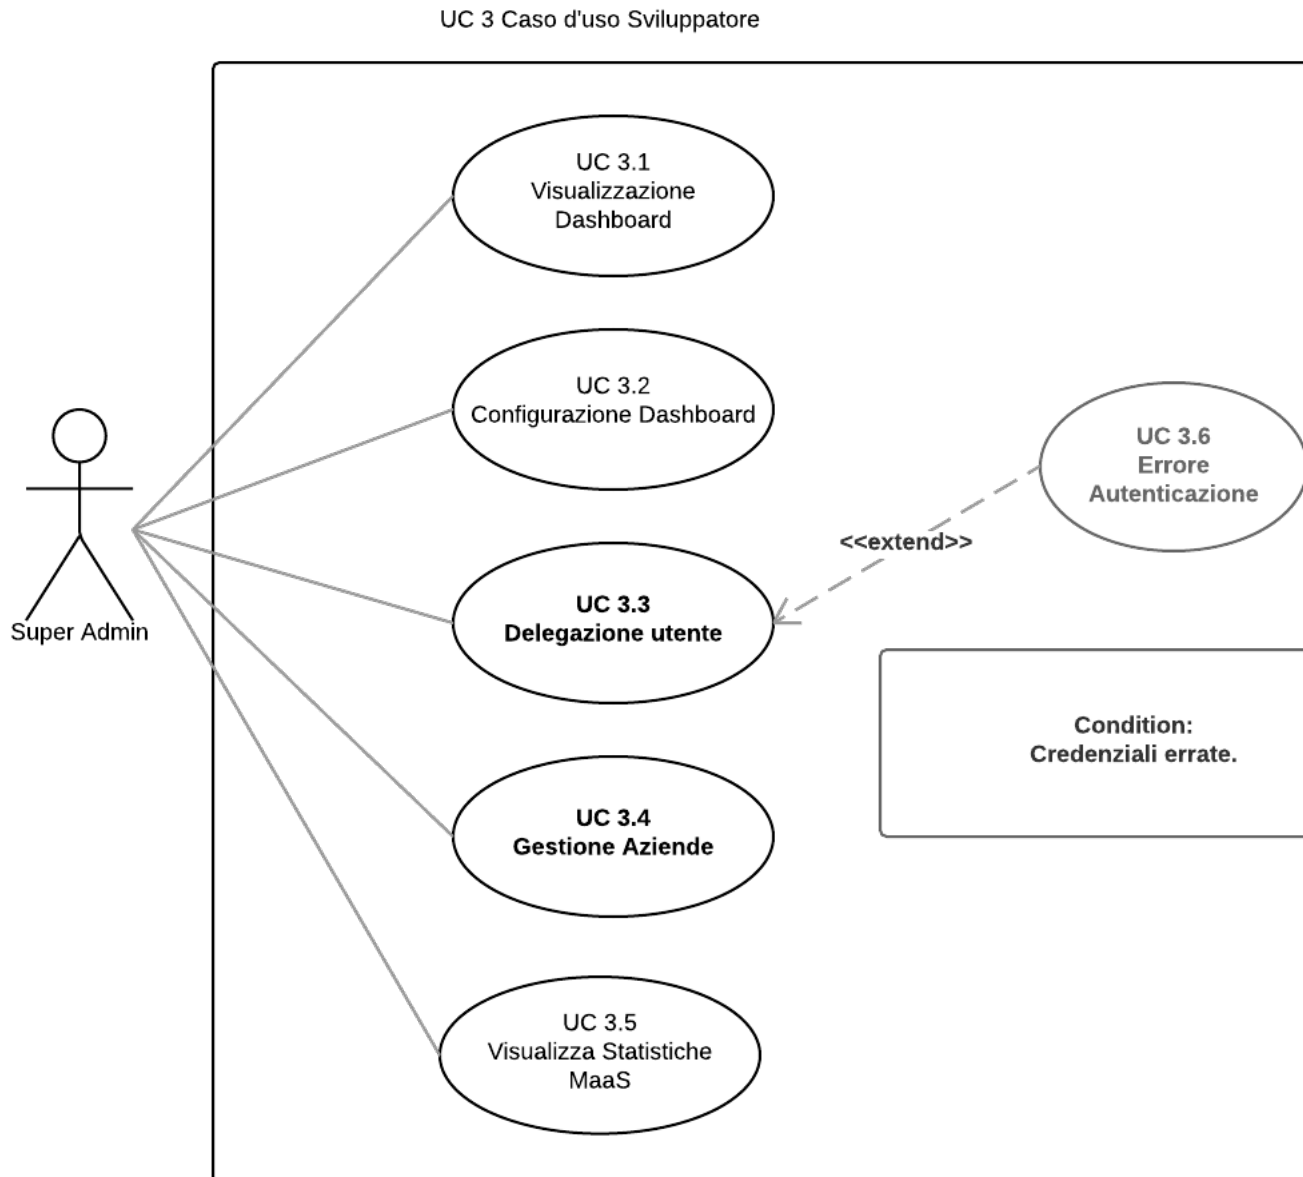 UC 3 Caso d'uso Sviluppatore
UC 3.1
Visualizzazione
Dashboard
UC 3.2
Configurazione Dashboard
UC 3.6
Errore
Autenticazione
<<extend>>
UC 3.3
Delegazione utente
Super Admin
Condition:
Credenziali errate.
UC 3.4
Gestione Aziende
UC 3.5
Visualizza Statistiche
MaaS